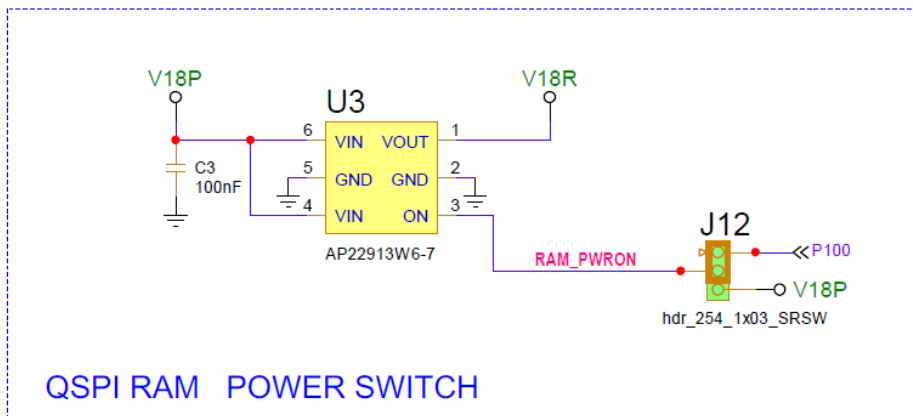 V18P
V18R
U3
6 VIN VOUT 1
C3
100nF
5 GND GND 2
4 VIN ON 3
AP22913W6-7
J12
RAM_PWRON
P100
V18P
hdr_254_1x03_SRSW
QSPI RAM POWER SWITCH